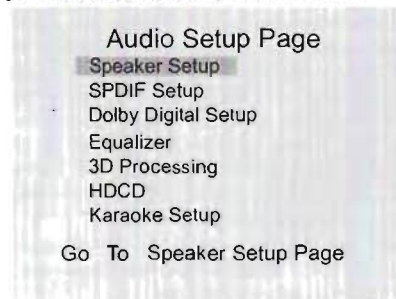 Audio Setup Page
Speaker Setup
SPDIF Setup
Dolby Digital Setup
Equalizer
3D Processing
HDCD
Karaoke Setup
Go To Speaker Setup Page